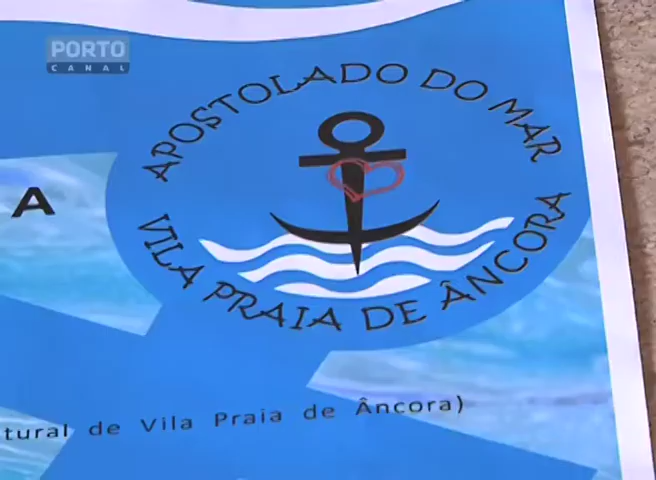 PORTO
CANAL
APOSTOLADO DO MAR
A
VILA PRAIA DE ÂNCORA
tural de Vila Praia de Âncora)